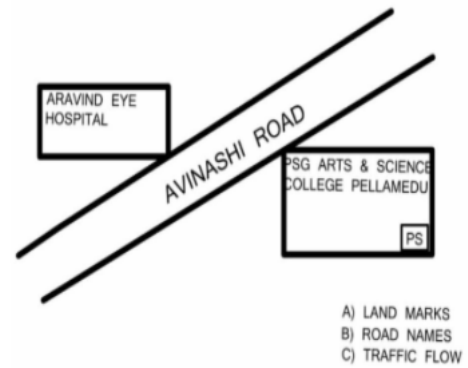 ARAVIND EYE
HOSPITAL
AVINASHI ROAD
PSG ARTS & SCIENCE
COLLEGE PELLAMEDU
PS
A) LAND MARKS
B) ROAD NAMES
C) TRAFFIC FLOW